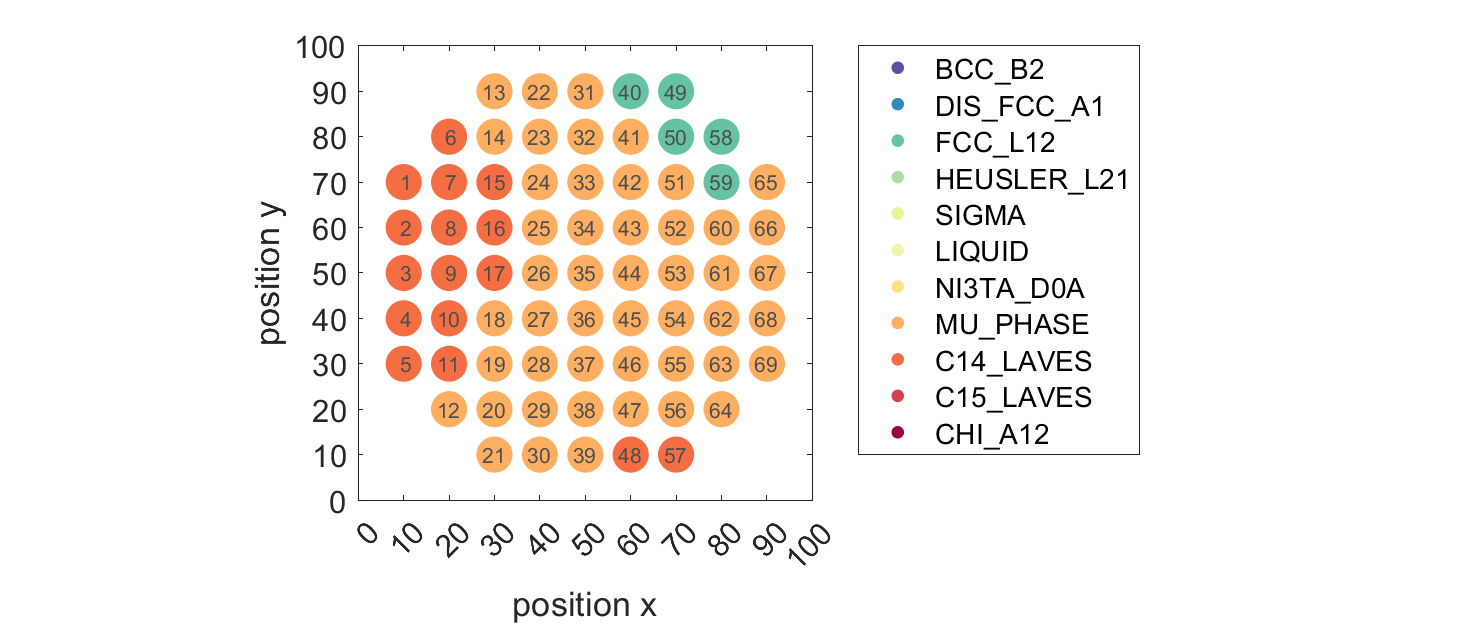 100
90
80
70
60
50
40
30
20
10
0
position y
13 22 31 40 49
6 14 23 32 41 50 58
1 7 15 24 33 42 51 59 65
2 8 16 25 34 43 52 60 66
3 9 17 26 35 44 53 61 67
4 10 18 27 36 45 54 62 68
5 11 19 28 37 46 55 63 69
12 20 29 38 47 56 64
21 30 39 48 57
0 10 20 30 40 50 60 70 80 90 100
position x
BCC_B2
DIS_FCC_A1
FCC_L12
HEUSLER_L21
SIGMA
LIQUID
NI3TA_D0A
MU_PHASE
C14_LAVES
C15_LAVES
CHI_A12